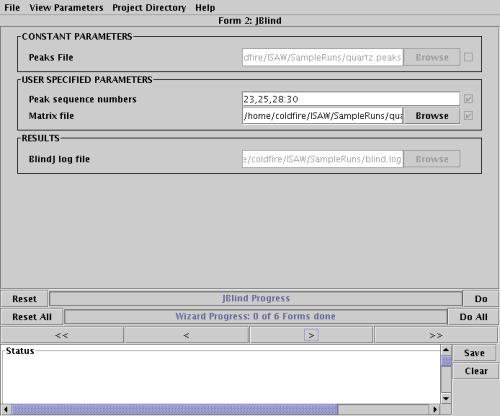 File View Parameters Project Directory Help
Form 2: JBlind
CONSTANT PARAMETERS
Peaks File dfire/ISAW/SampleRuns/quartz.peaks Browse
USER SPECIFIED PARAMETERS
Peak sequence numbers 23,25,28:30
Matrix file /home/coldfire/ISAW/SampleRuns/qua Browse
RESULTS
BlindJ log file e/coldfire/ISAW/SampleRuns/blind.log Browse
Reset JBlind Progress Do
Reset All Wizard Progress: 0 of 6 Forms done Do All
<< < > >>
Status
Save
Clear